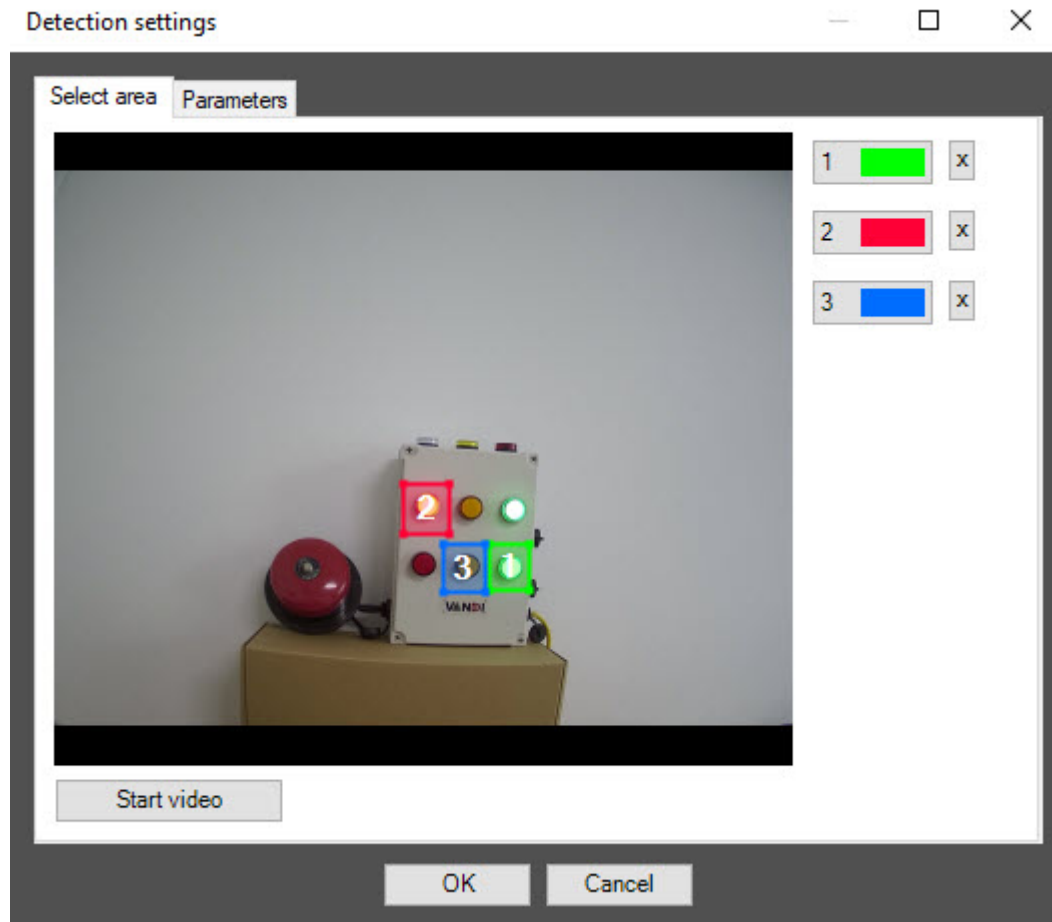 Detection settings
Select area
Parameters
1
x
2
x
3
x
2
3
1
VANDI
Start video
OK
Cancel